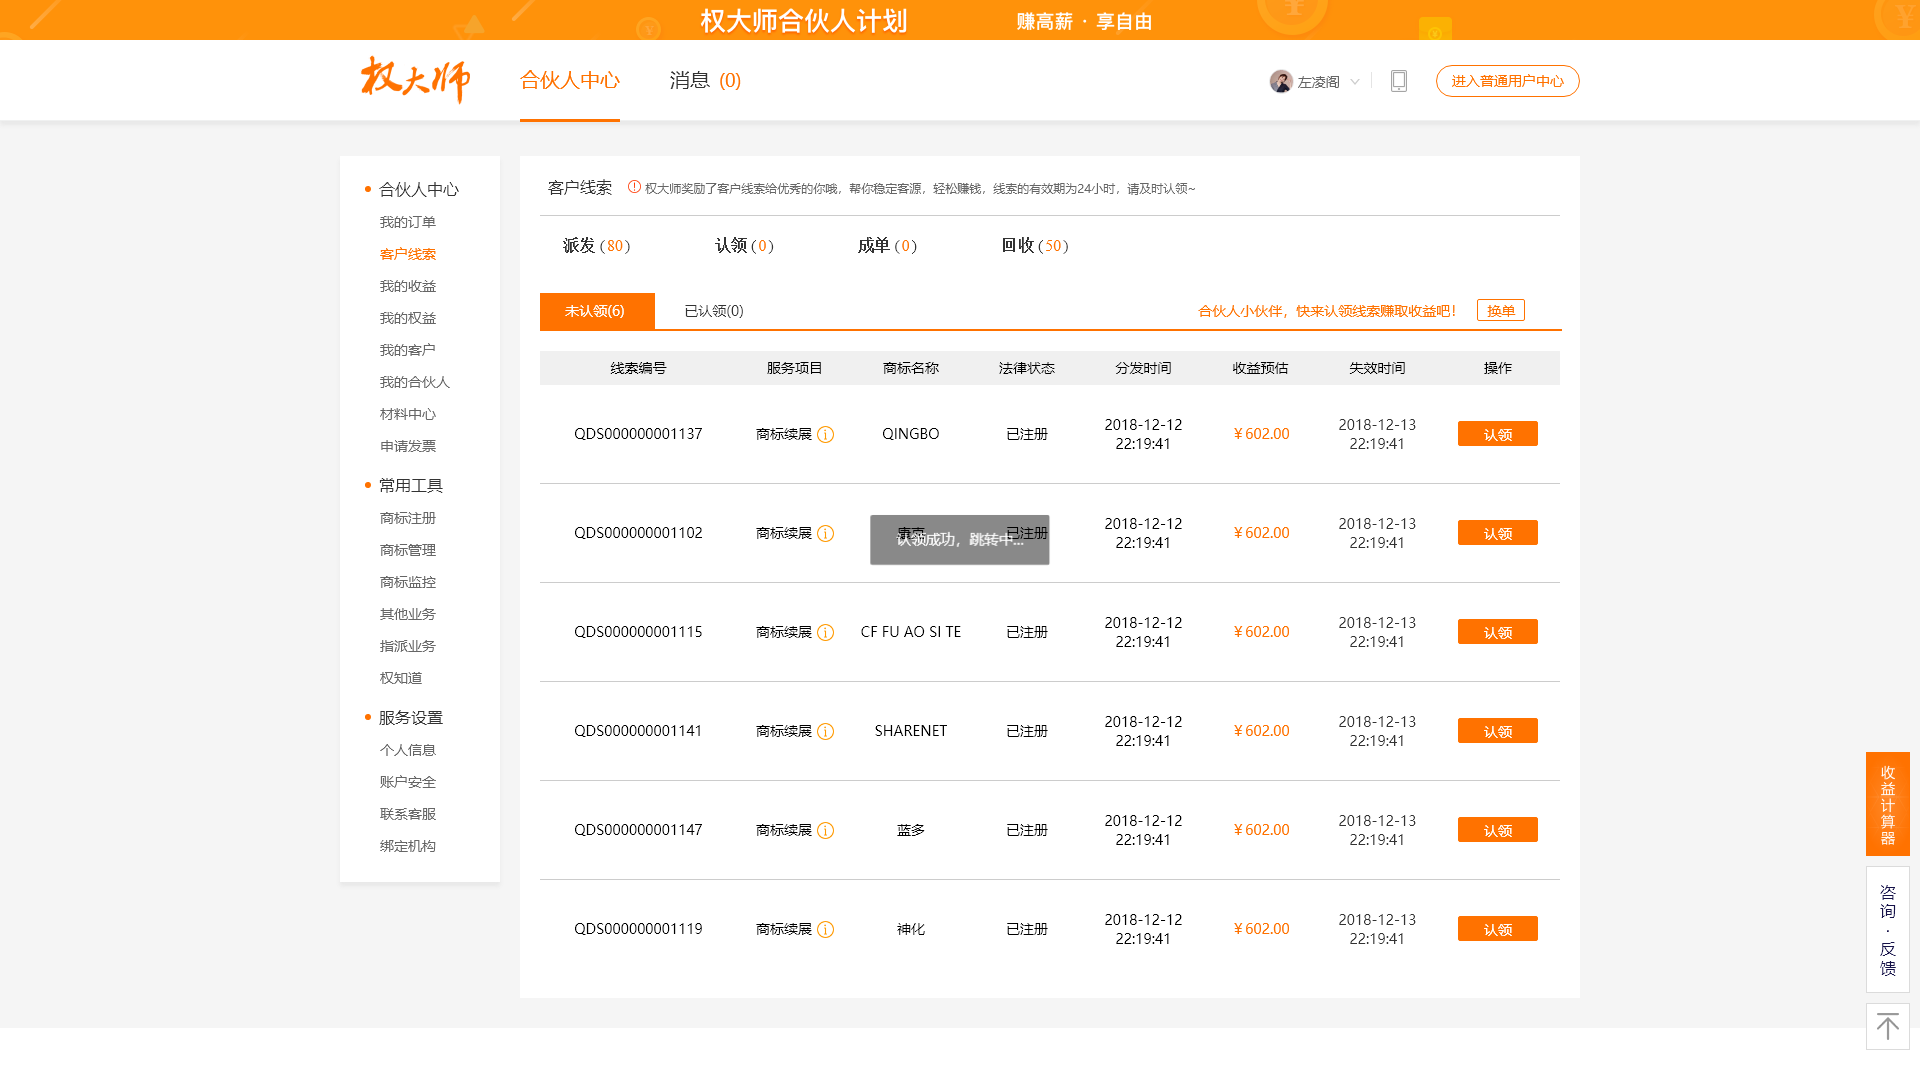 权大师合伙人计划 赚高薪 · 享自由
权大师 合伙人中心 消息 (0) 左凌阁 进入普通用户中心
合伙人中心
我的订单
客户线索
我的收益
我的权益
我的客户
我的合伙人
材料中心
申请发票
常用工具
商标注册
商标管理
商标监控
其他业务
指派业务
权知道
服务设置
个人信息
账户安全
联系客服
绑定机构
客户线索 权大师奖励了客户线索给优秀的你哦，帮你稳定客源，轻松赚钱，线索的有效期为24小时，请及时认领~
派发 (80) 认领 (0) 成单 (0) 回收 (50)
未认领(6) 已认领(0) 合伙人小伙伴，快来认领线索赚取收益吧！ 换单
线索编号 服务项目 商标名称 法律状态 分发时间 收益预估 失效时间 操作
QDS000000001137 商标续展 QINGBO 已注册 2018-12-12 22:19:41 ¥602.00 2018-12-13 22:19:41 认领
QDS000000001102 商标续展 已注册 2018-12-12 22:19:41 ¥602.00 2018-12-13 22:19:41 认领
认领成功，跳转中...
QDS000000001115 商标续展 CF FU AO SI TE 已注册 2018-12-12 22:19:41 ¥602.00 2018-12-13 22:19:41 认领
QDS000000001141 商标续展 SHARENET 已注册 2018-12-12 22:19:41 ¥602.00 2018-12-13 22:19:41 认领
QDS000000001147 商标续展 蓝多 已注册 2018-12-12 22:19:41 ¥602.00 2018-12-13 22:19:41 认领
QDS000000001119 商标续展 神化 已注册 2018-12-12 22:19:41 ¥602.00 2018-12-13 22:19:41 认领
收益计算器
咨询·反馈